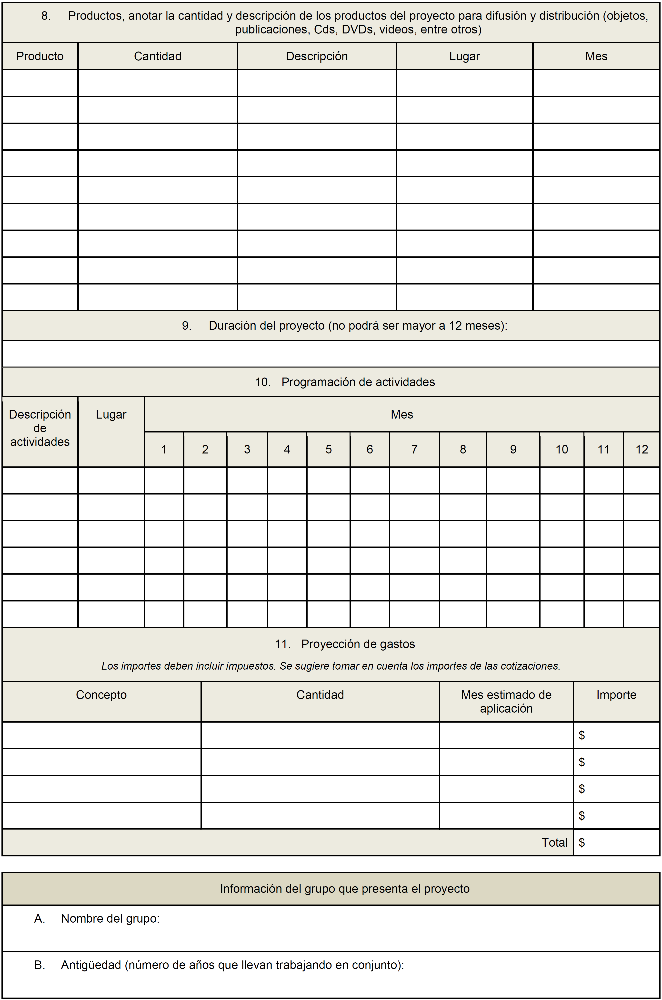 8. Productos, anotar la cantidad y descripción de los productos del proyecto para difusión y distribución (objetos,
publicaciones, Cds, DVDs, videos, entre otros)
Producto Cantidad Descripción Lugar Mes
9. Duración del proyecto (no podrá ser mayor a 12 meses):
10. Programación de actividades
Descripción
de
actividades
Lugar
Mes
1 2 3 4 5 6 7 8 9 10 11 12
11. Proyección de gastos
Los importes deben incluir impuestos. Se sugiere tomar en cuenta los importes de las cotizaciones.
Concepto
Cantidad
Mes estimado de
aplicación
Importe
$
$
$
$
Total $
Información del grupo que presenta el proyecto
A. Nombre del grupo:
B. Antigüedad (número de años que llevan trabajando en conjunto):